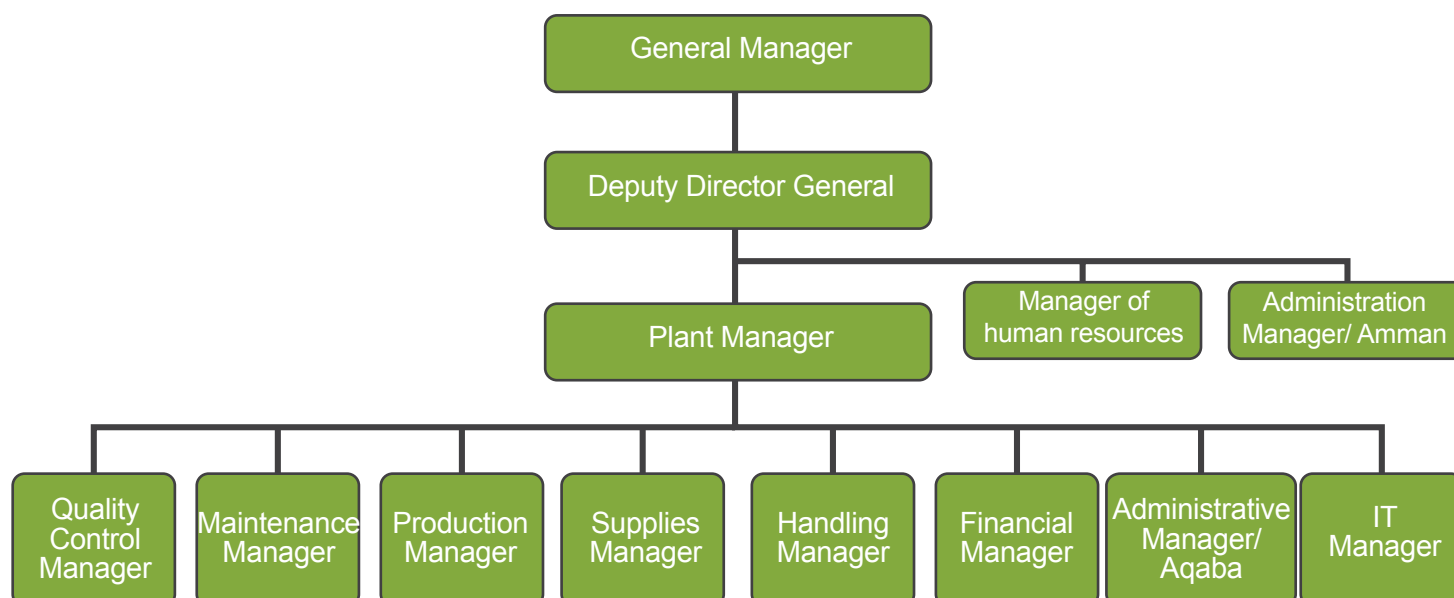 General Manager
Deputy Director General
Plant Manager
Manager of
human resources
Administration
Manager/ Amman
Quality
Control
Manager
Maintenance
Manager
Production
Manager
Supplies
Manager
Handling
Manager
Financial
Manager
Administrative
Manager/
Aqaba
IT
Manager